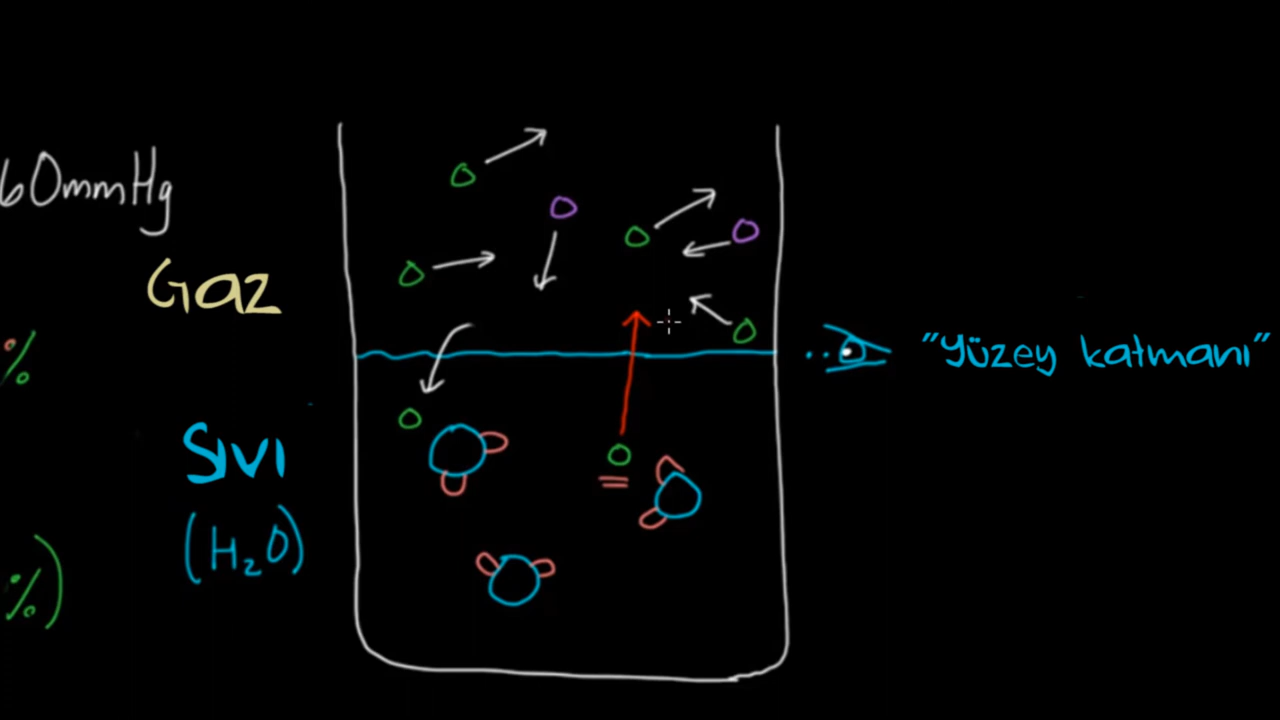 60mmHg
Gaz
%
"Yüzey katmanı"
Sıvı
(H₂O)
%)